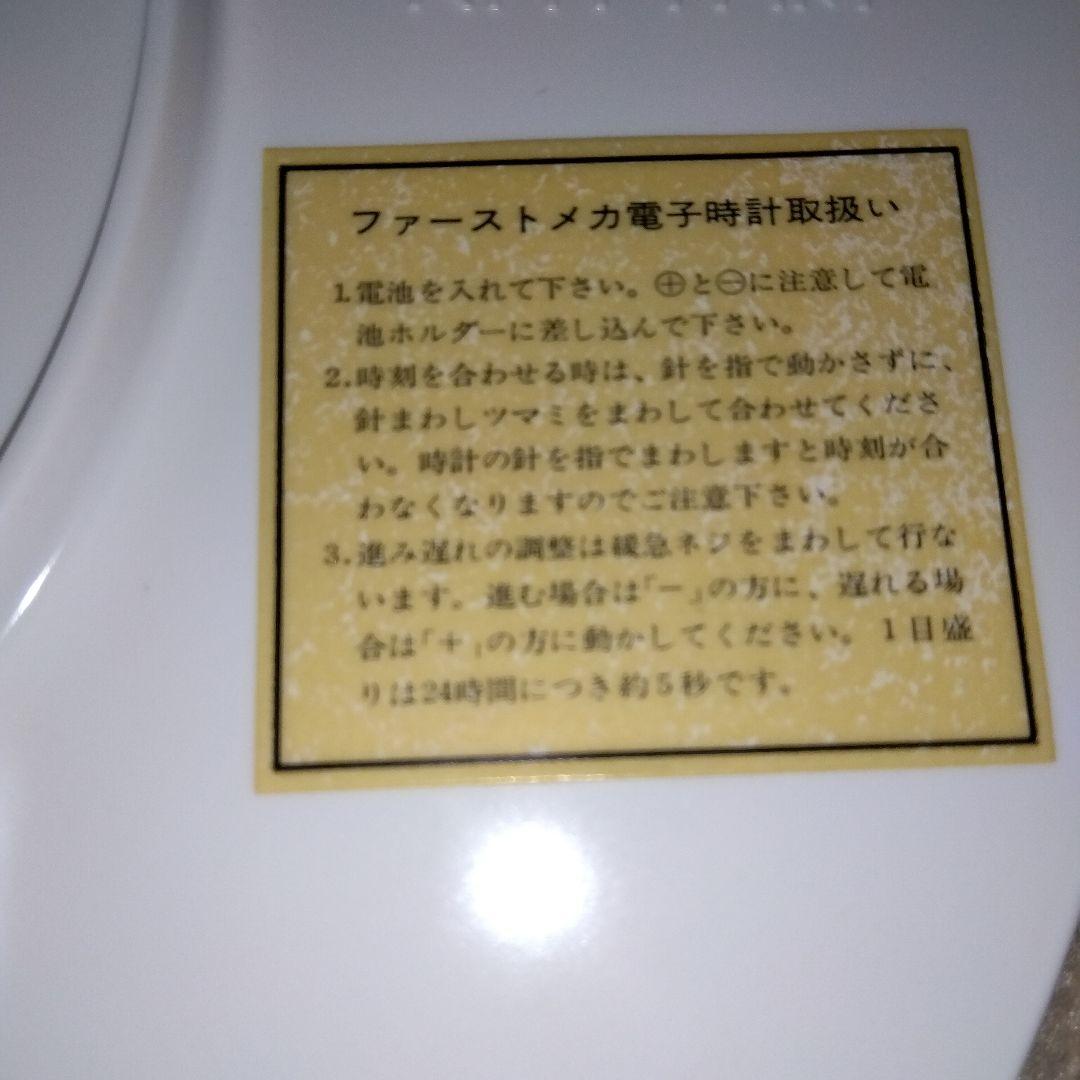 ファーストメカ電子時計取扱い
1.電池を入れて下さい。⊕と⊖に注意して電
池ホルダーに差し込んで下さい。
2.時刻を合わせる時は、針を指で動かさずに、
針まわしツマミをまわして合わせてくださ
い。時計の針を指でまわしますと時刻が合
わなくなりますのでご注意下さい。
3.進み遅れの調整は緩急ネジをまわして行な
います。進む場合は「－」の方に、遅れる場
合は「＋」の方に動かしてください。1目盛
りは24時間につき約5秒です。